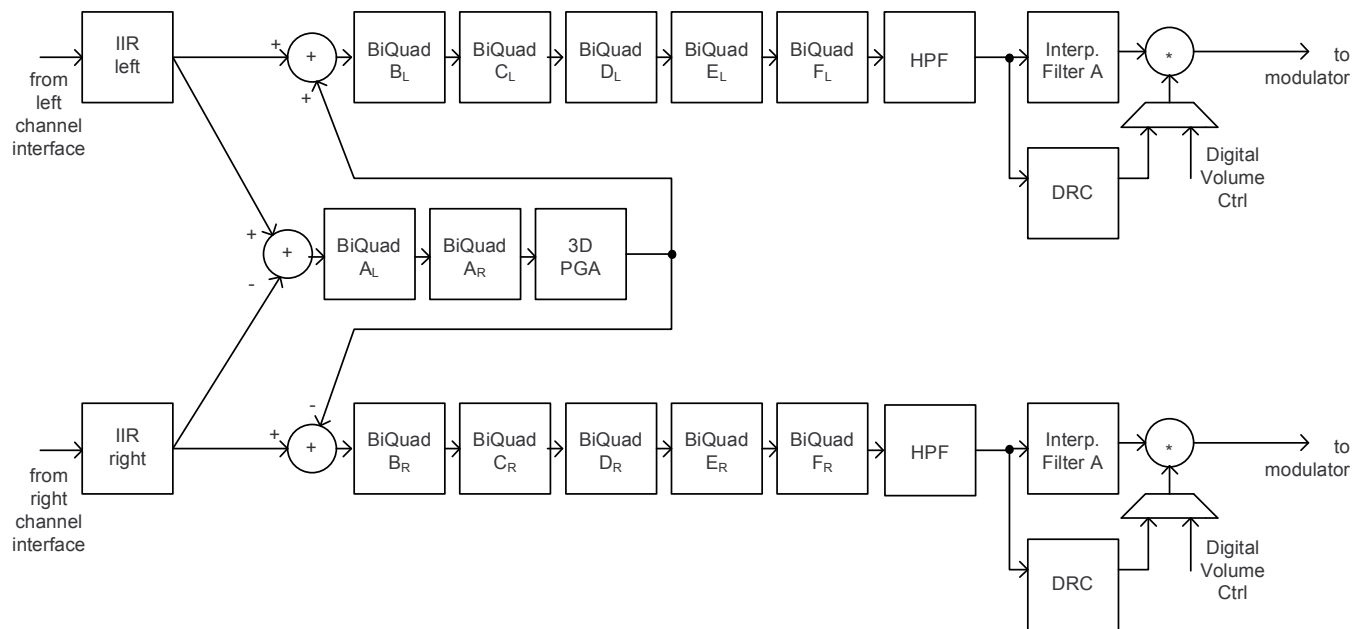 IIR
left
from
left
channel
interface
+
+
+
BiQuad
BL
BiQuad
CL
BiQuad
DL
BiQuad
EL
BiQuad
FL
HPF
Interp.
Filter A
*
to
modulator
DRC
Digital
Volume
Ctrl
+
+
-
BiQuad
AL
BiQuad
AR
3D
PGA
IIR
right
from
right
channel
interface
-
+
+
BiQuad
BR
BiQuad
CR
BiQuad
DR
BiQuad
ER
BiQuad
FR
HPF
Interp.
Filter A
*
to
modulator
DRC
Digital
Volume
Ctrl